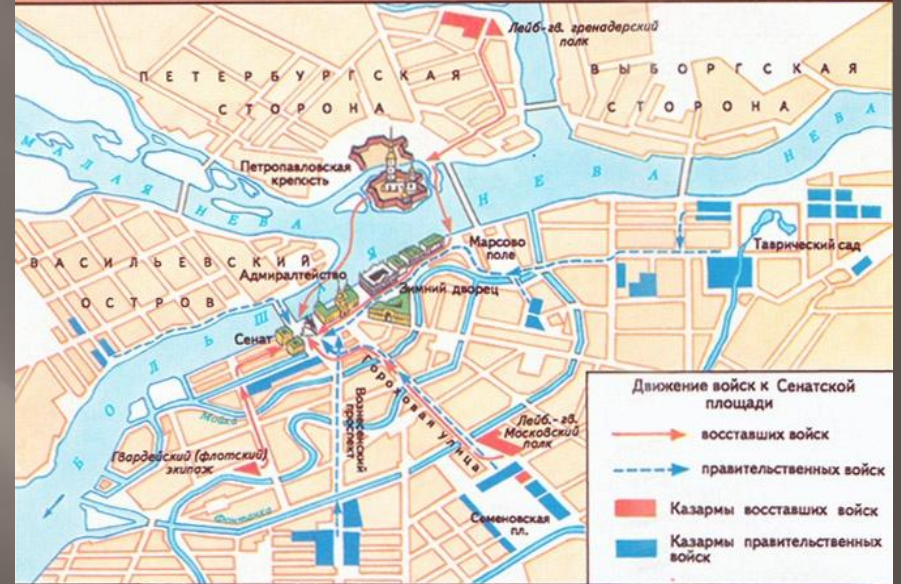 Лейб-гв. гренадерский
полк
ПЕТЕРБУРГСКАЯ
СТОРОНА
ВЫБОРГСКАЯ
СТОРОНА
МАЛАЯ
НЕВА
Петропавловская
крепость
НЕВА
НЕВА
ВАСИЛЬЕВСКИЙ
ОСТРОВ
Адмиралтейство
Марсово
поле
Таврический сад
Зимний дворец
Сенат
БОЛЬШАЯ
Мойка
Вознесенский
проспект
Гороховая улица
Лейб.-гв.
Московский
полк
Гвардейский (флотский)
экипаж
Фонтанка
Семеновская
пл.
Движение войск к Сенатской
площади
восставших войск
правительственных войск
Казармы восставших войск
Казармы правительственных
войск